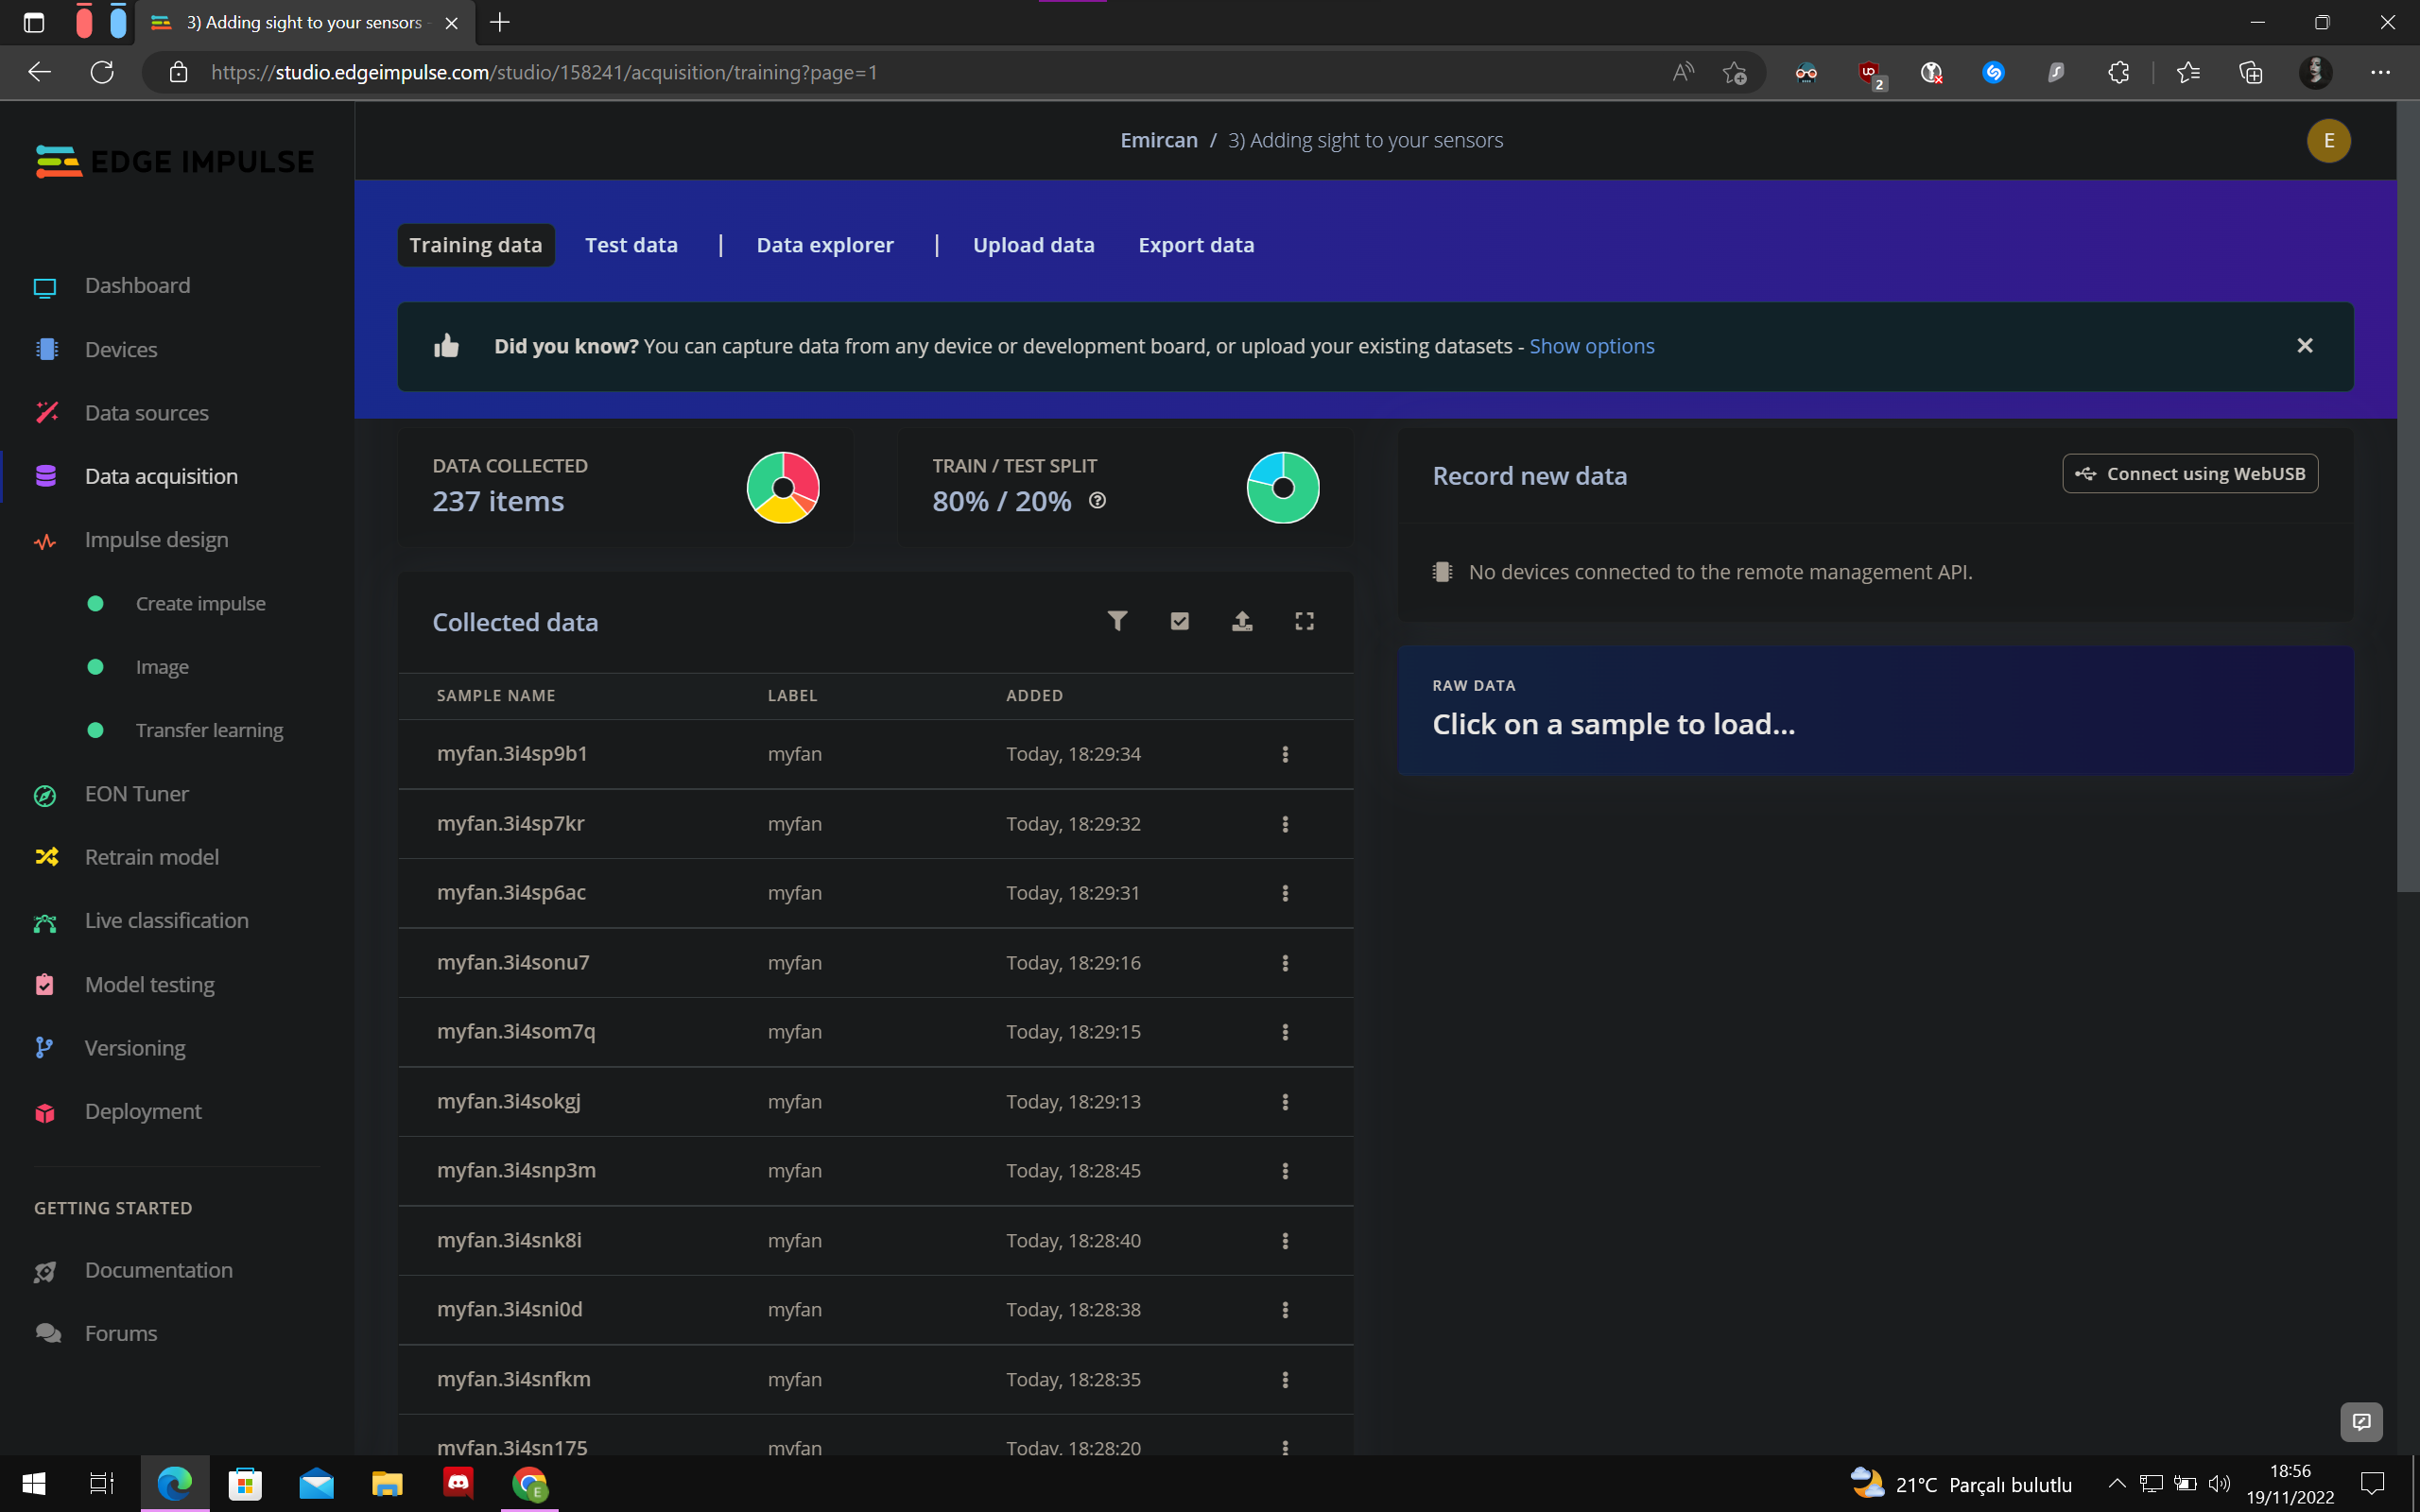 3) Adding sight to your sensors -
https://studio.edgeimpulse.com/studio/158241/acquisition/training?page=1
2
EDGE IMPULSE
Emircan / 3) Adding sight to your sensors
E
Training data
Test data
|
Data explorer
|
Upload data
Export data
Did you know? You can capture data from any device or development board, or upload your existing datasets - Show options
Dashboard
Devices
Data sources
Data acquisition
Impulse design
Create impulse
Image
Transfer learning
EON Tuner
Retrain model
Live classification
Model testing
Versioning
Deployment
GETTING STARTED
Documentation
Forums
DATA COLLECTED
237 items
TRAIN / TEST SPLIT
80% / 20%
Record new data
Connect using WebUSB
No devices connected to the remote management API.
RAW DATA
Click on a sample to load...
Collected data
SAMPLE NAME LABEL ADDED
myfan.3i4sp9b1 myfan Today, 18:29:34
myfan.3i4sp7kr myfan Today, 18:29:32
myfan.3i4sp6ac myfan Today, 18:29:31
myfan.3i4sonu7 myfan Today, 18:29:16
myfan.3i4som7q myfan Today, 18:29:15
myfan.3i4sokgj myfan Today, 18:29:13
myfan.3i4snp3m myfan Today, 18:28:45
myfan.3i4snk8i myfan Today, 18:28:40
myfan.3i4sni0d myfan Today, 18:28:38
myfan.3i4snfkm myfan Today, 18:28:35
myfan.3i4sn175 myfan Today, 18:28:20
E
21°C Parçalı bulutlu
18:56
19/11/2022